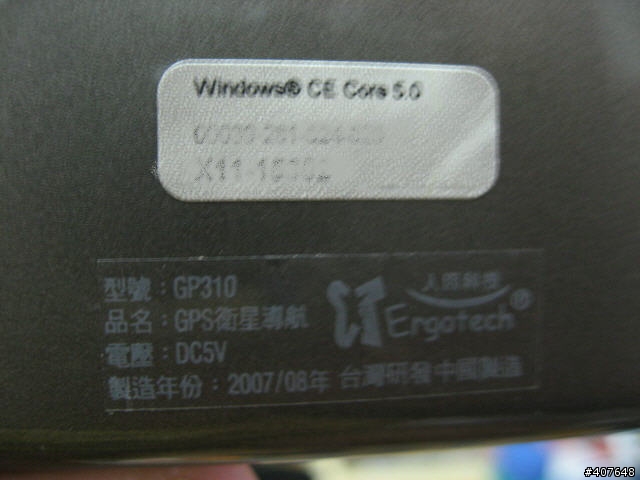 Windows® CE Core 5.0
型號：GP310
品名：GPS衛星導航
電壓：DC5V
製造年份：2007/08年 台灣研發中國製造
人因科技
Ergotech®
#407648